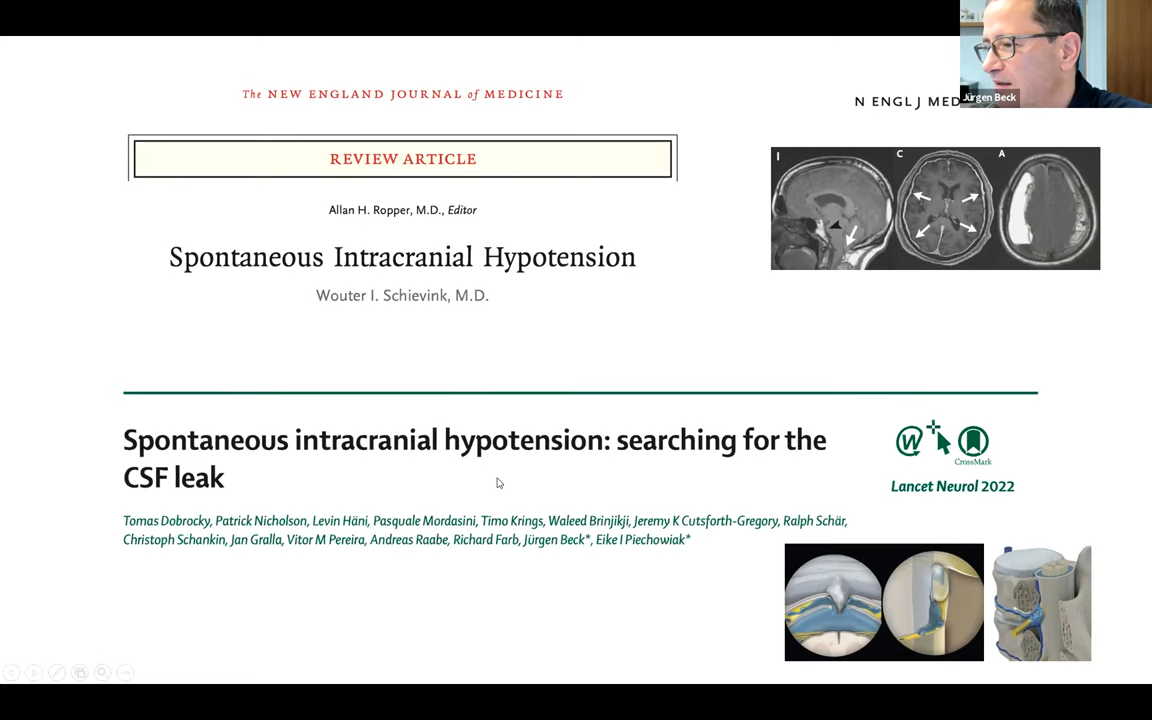 The NEW ENGLAND JOURNAL of MEDICINE
N ENGL J MED
Jürgen Beck
REVIEW ARTICLE
I
C
A
Allan H. Ropper, M.D., Editor
Spontaneous Intracranial Hypotension
Wouter I. Schievink, M.D.
Spontaneous intracranial hypotension: searching for the
CSF leak
W
CrossMark
Lancet Neurol 2022
Tomas Dobrocky, Patrick Nicholson, Levin Häni, Pasquale Mordasini, Timo Krings, Waleed Brinjikji, Jeremy K Cutsforth-Gregory, Ralph Schär,
Christoph Schankin, Jan Gralla, Vitor M Pereira, Andreas Raabe, Richard Farb, Jürgen Beck*, Eike I Piechowiak*